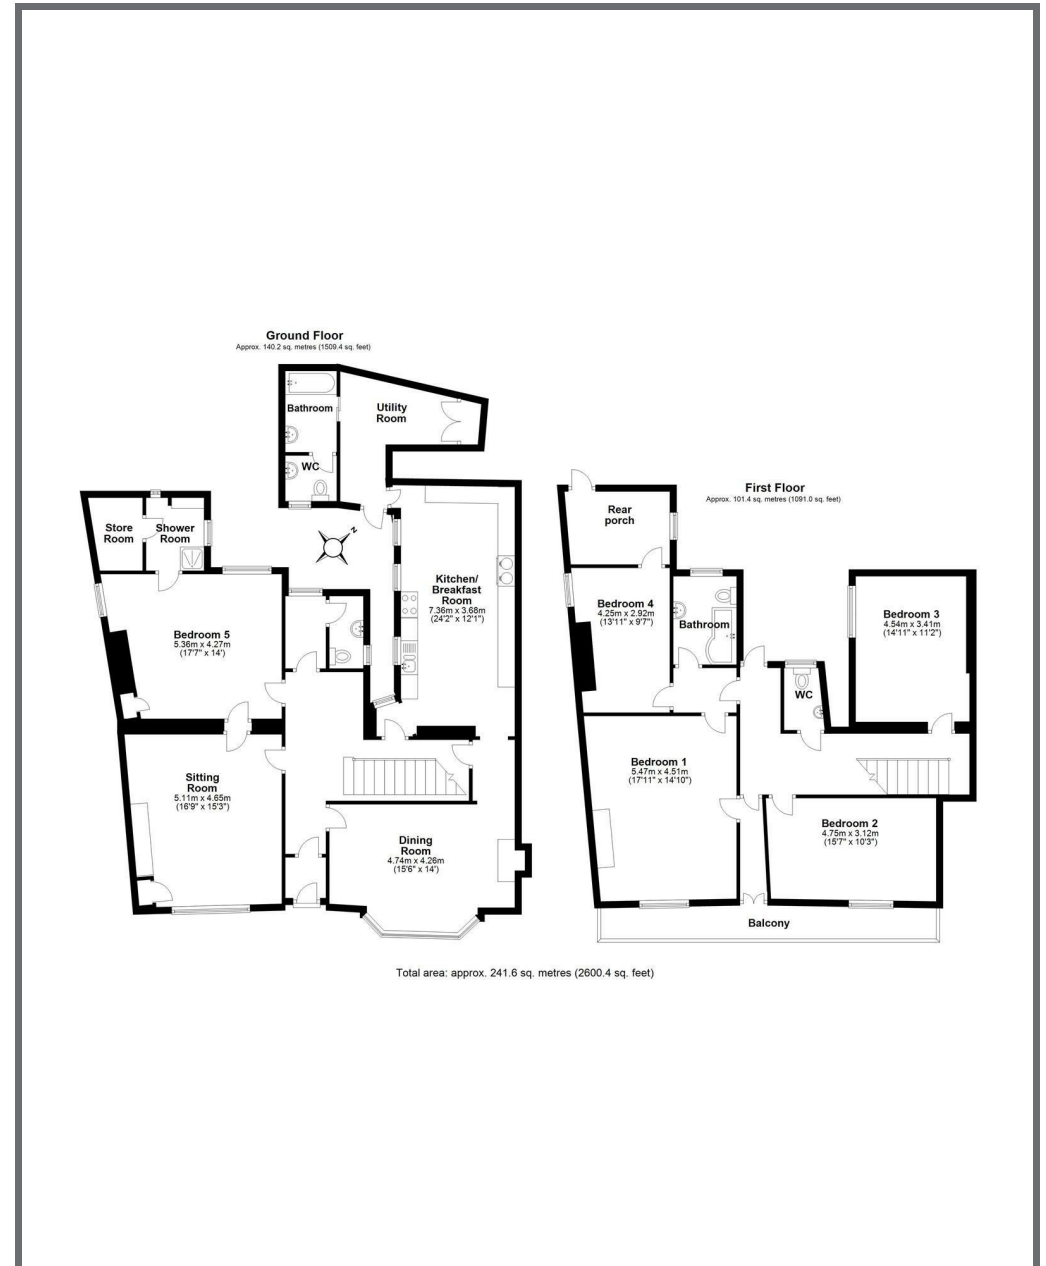 Ground Floor
Approx. 140.2 sq. metres (1509.4 sq. feet)
Bathroom
Utility
Room
WC
Store
Room
Shower
Room
N
Kitchen/
Breakfast
Room
7.36m x 3.68m
(24'2" x 12'1")
Bedroom 5
5.36m x 4.27m
(17'7" x 14')
Sitting
Room
5.11m x 4.65m
(16'9" x 15'3")
Dining
Room
4.74m x 4.26m
(15'6" x 14')
First Floor
Approx. 101.4 sq. metres (1091.0 sq. feet)
Rear
porch
Bedroom 4
4.25m x 2.92m
(13'11" x 9'7")
Bathroom
Bedroom 3
4.54m x 3.41m
(14'11" x 11'2")
WC
Bedroom 1
5.47m x 4.51m
(17'11" x 14'10")
Bedroom 2
4.75m x 3.12m
(15'7" x 10'3")
Balcony
Total area: approx. 241.6 sq. metres (2600.4 sq. feet)